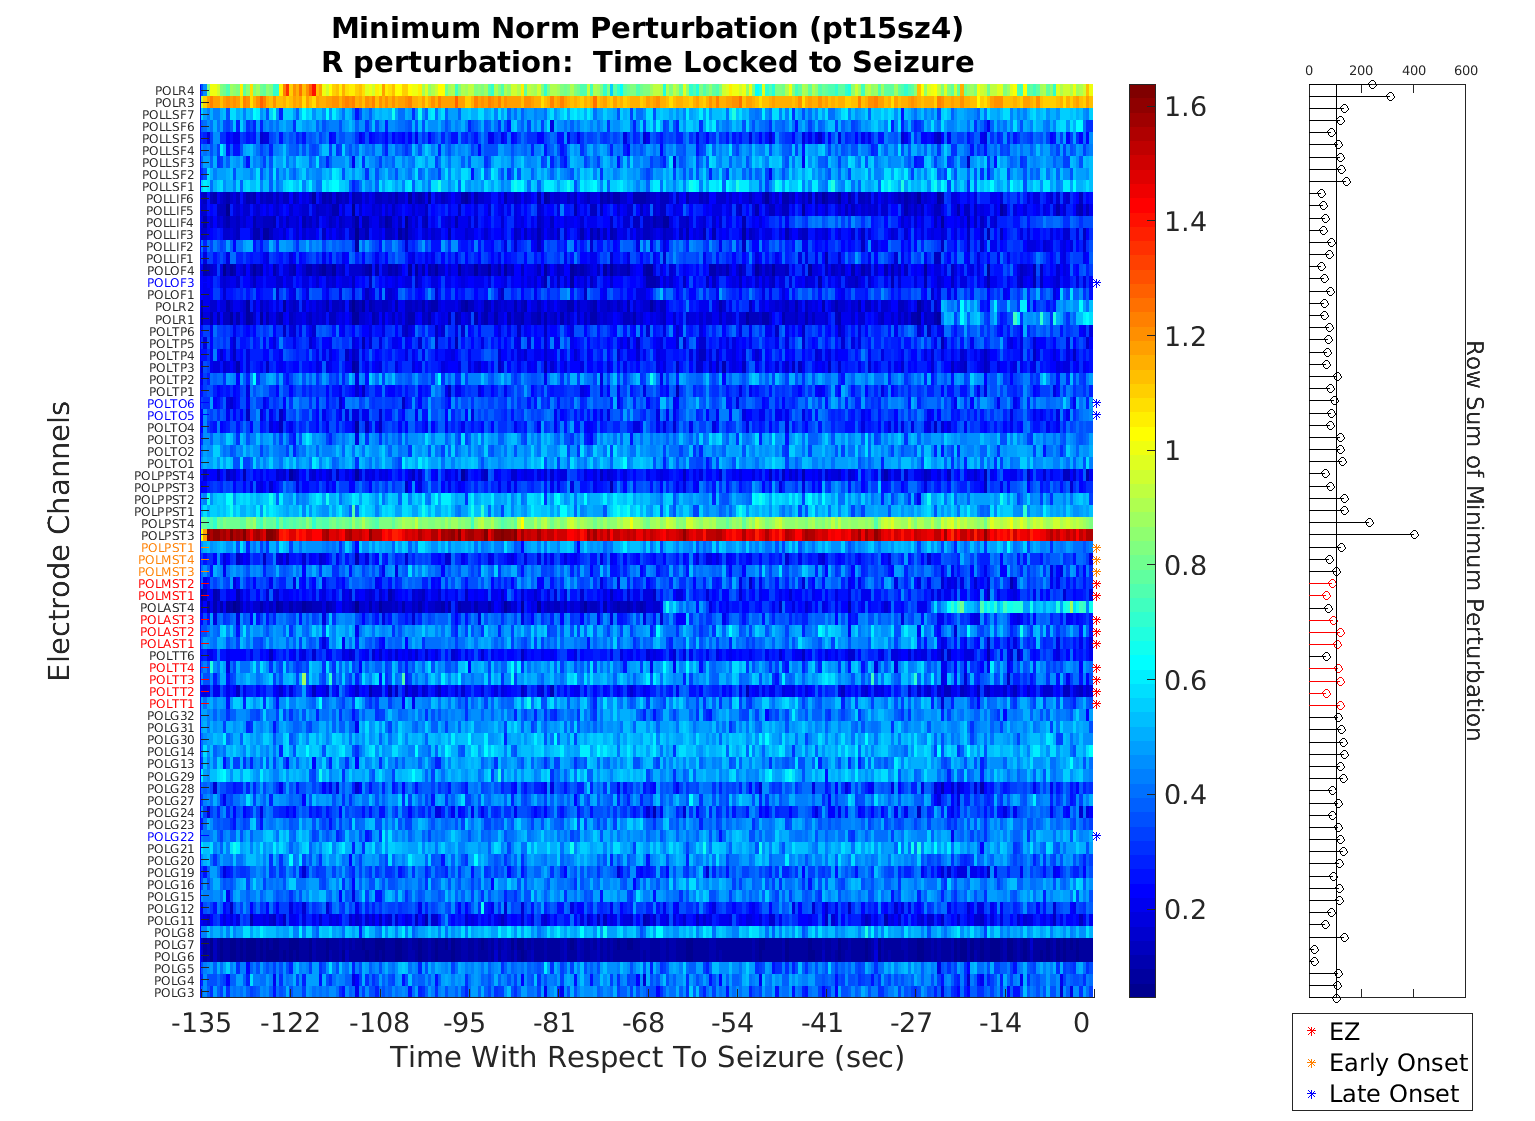 Minimum Norm Perturbation (pt15sz4)
R perturbation:  Time Locked to Seizure
0 200 400 600
POLR4
POLR3
POLLSF7
POLLSF6
POLLSF5
POLLSF4
POLLSF3
POLLSF2
POLLSF1
POLLIF6
POLLIF5
POLLIF4
POLLIF3
POLLIF2
POLLIF1
POLOF4
POLOF3
POLOF1
POLR2
POLR1
POLTP6
POLTP5
POLTP4
POLTP3
POLTP2
POLTP1
POLTO6
POLTO5
POLTO4
POLTO3
POLTO2
POLTO1
POLPPST4
POLPPST3
POLPPST2
POLPPST1
POLPST4
POLPST3
POLPST1
POLMST4
POLMST3
POLMST2
POLMST1
POLAST4
POLAST3
POLAST2
POLAST1
POLTT6
POLTT4
POLTT3
POLTT2
POLTT1
POLG32
POLG31
POLG30
POLG14
POLG13
POLG29
POLG28
POLG27
POLG24
POLG23
POLG22
POLG21
POLG20
POLG19
POLG16
POLG15
POLG12
POLG11
POLG8
POLG7
POLG6
POLG5
POLG4
POLG3
Electrode Channels
1.6
1.4
1.2
1
0.8
0.6
0.4
0.2
Row Sum of Minimum Perturbation
-135 -122 -108 -95 -81 -68 -54 -41 -27 -14 0
Time With Respect To Seizure (sec)
EZ
Early Onset
Late Onset